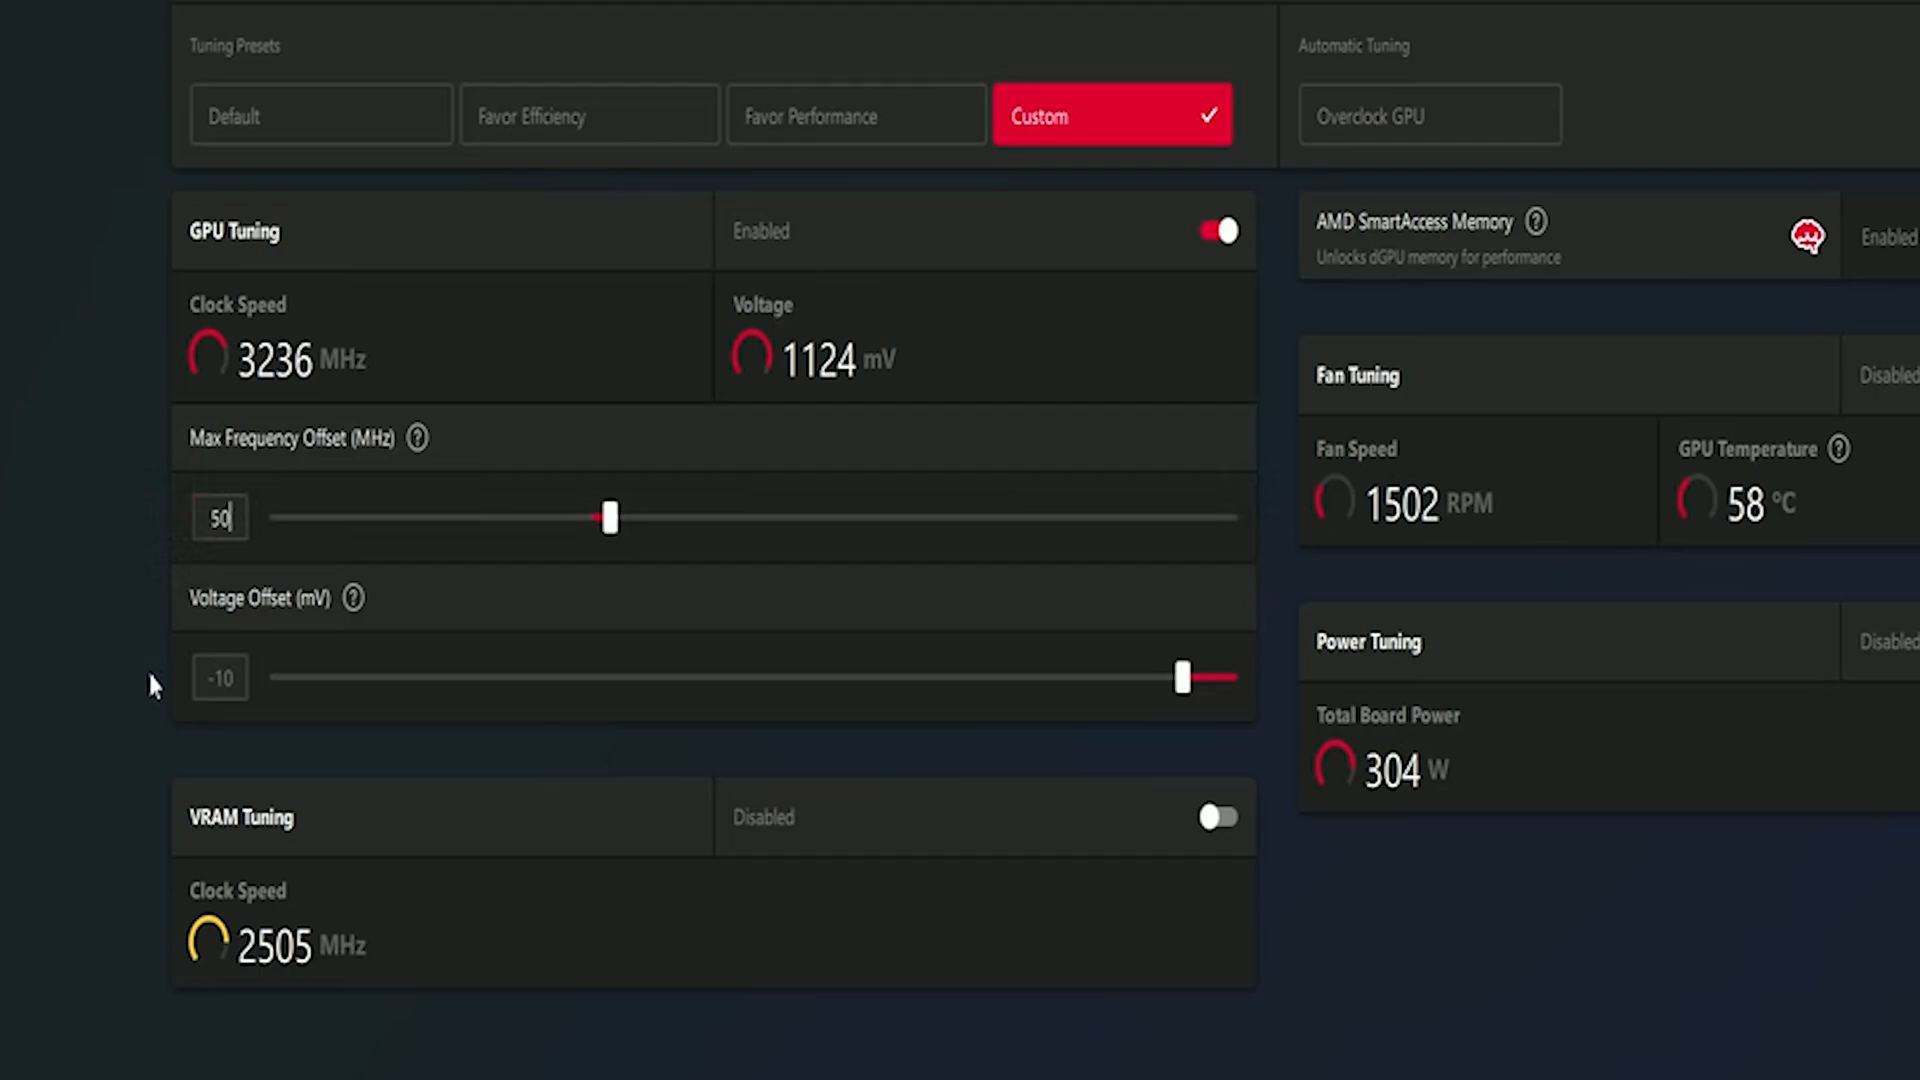 Tuning Presets
Automatic Tuning
Default
Favor Efficiency
Favor Performance
Custom
Overclock GPU
GPU Tuning
Enabled
AMD SmartAccess Memory ?
Unlocks dGPU memory for performance
Enabled
Clock Speed
3236 MHz
Voltage
1124 mV
Fan Tuning
Disabled
Max Frequency Offset (MHz) ?
50
Fan Speed
1502 RPM
GPU Temperature ?
58 °C
Voltage Offset (mV) ?
-10
Power Tuning
Disabled
Total Board Power
304 W
VRAM Tuning
Disabled
Clock Speed
2505 MHz